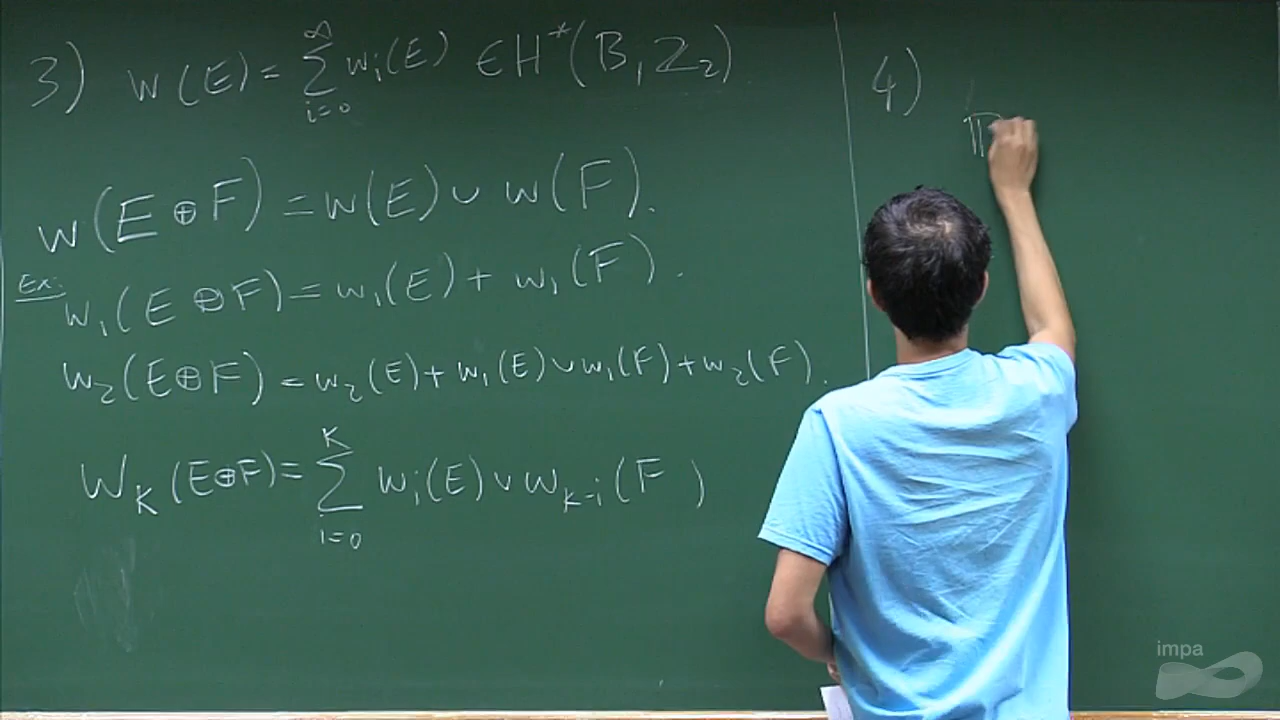 3) w(E) = ∑_{i=0}^{∞} w_i(E) ∈ H*(B, Z_2)
w(E ⊕ F) = w(E) ∪ w(F).
Ex: w_1(E ⊕ F) = w_1(E) + w_1(F).
w_2(E ⊕ F) = w_2(E) + w_1(E) ∪ w_1(F) + w_2(F).
W_K(E ⊕ F) = ∑_{i=0}^{K} w_i(E) ∪ w_{k-i}(F)
4)
impa